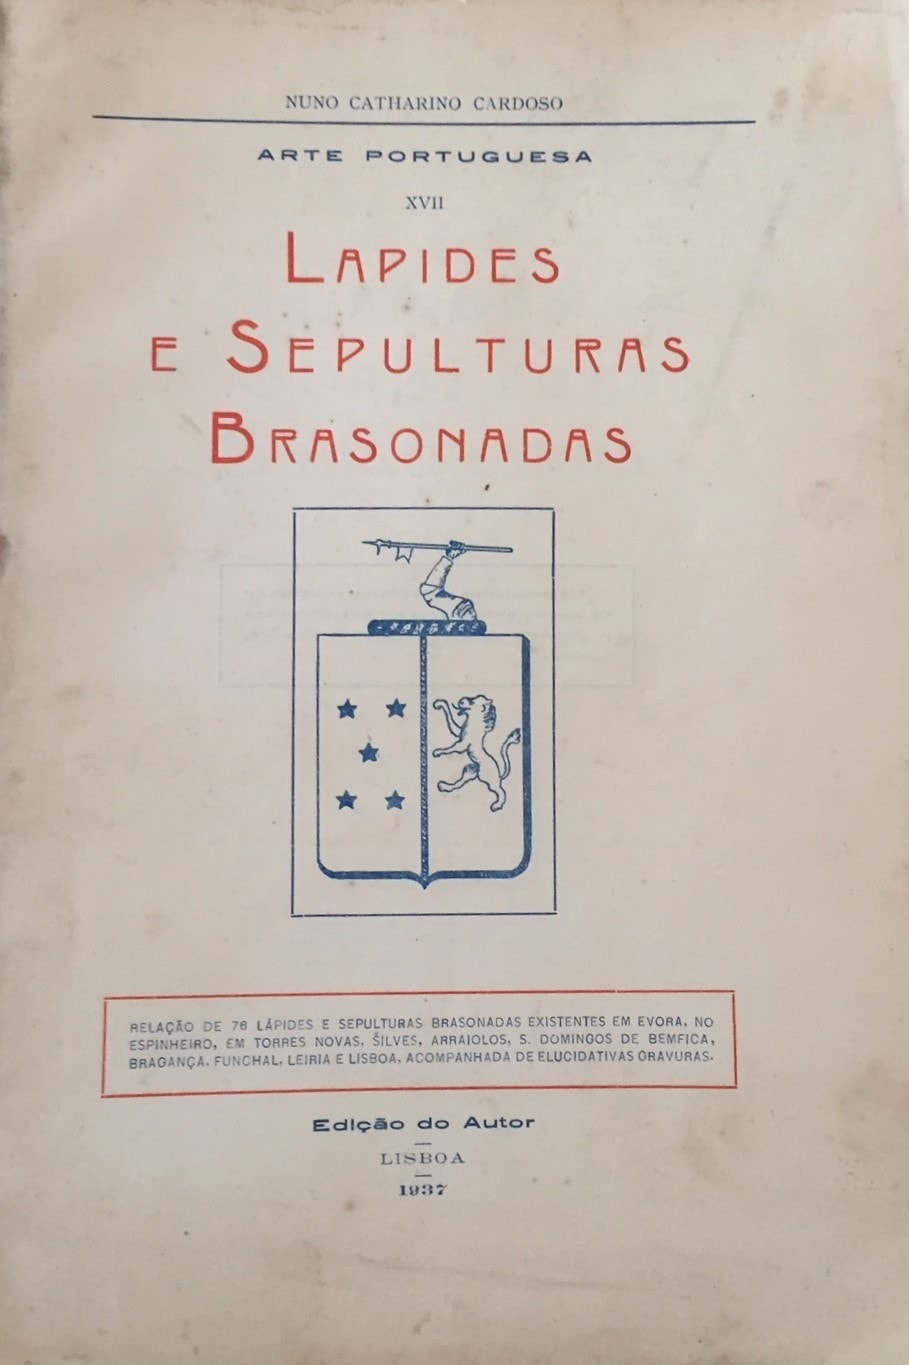 NUNO CATHARINO CARDOSO
ARTE PORTUGUESA
XVII
LAPIDES
E SEPULTURAS
BRASONADAS
RELAÇÃO DE 76 LÁPIDES E SEPULTURAS BRASONADAS EXISTENTES EM EVORA, NO
ESPINHEIRO, EM TORRES NOVAS, SILVES, ARRAIOLOS, S. DOMINGOS DE BEMFICA,
BRAGANÇA, FUNCHAL, LEIRIA E LISBOA, ACOMPANHADA DE ELUCIDATIVAS GRAVURAS.
Edição do Autor
LISBOA
1937